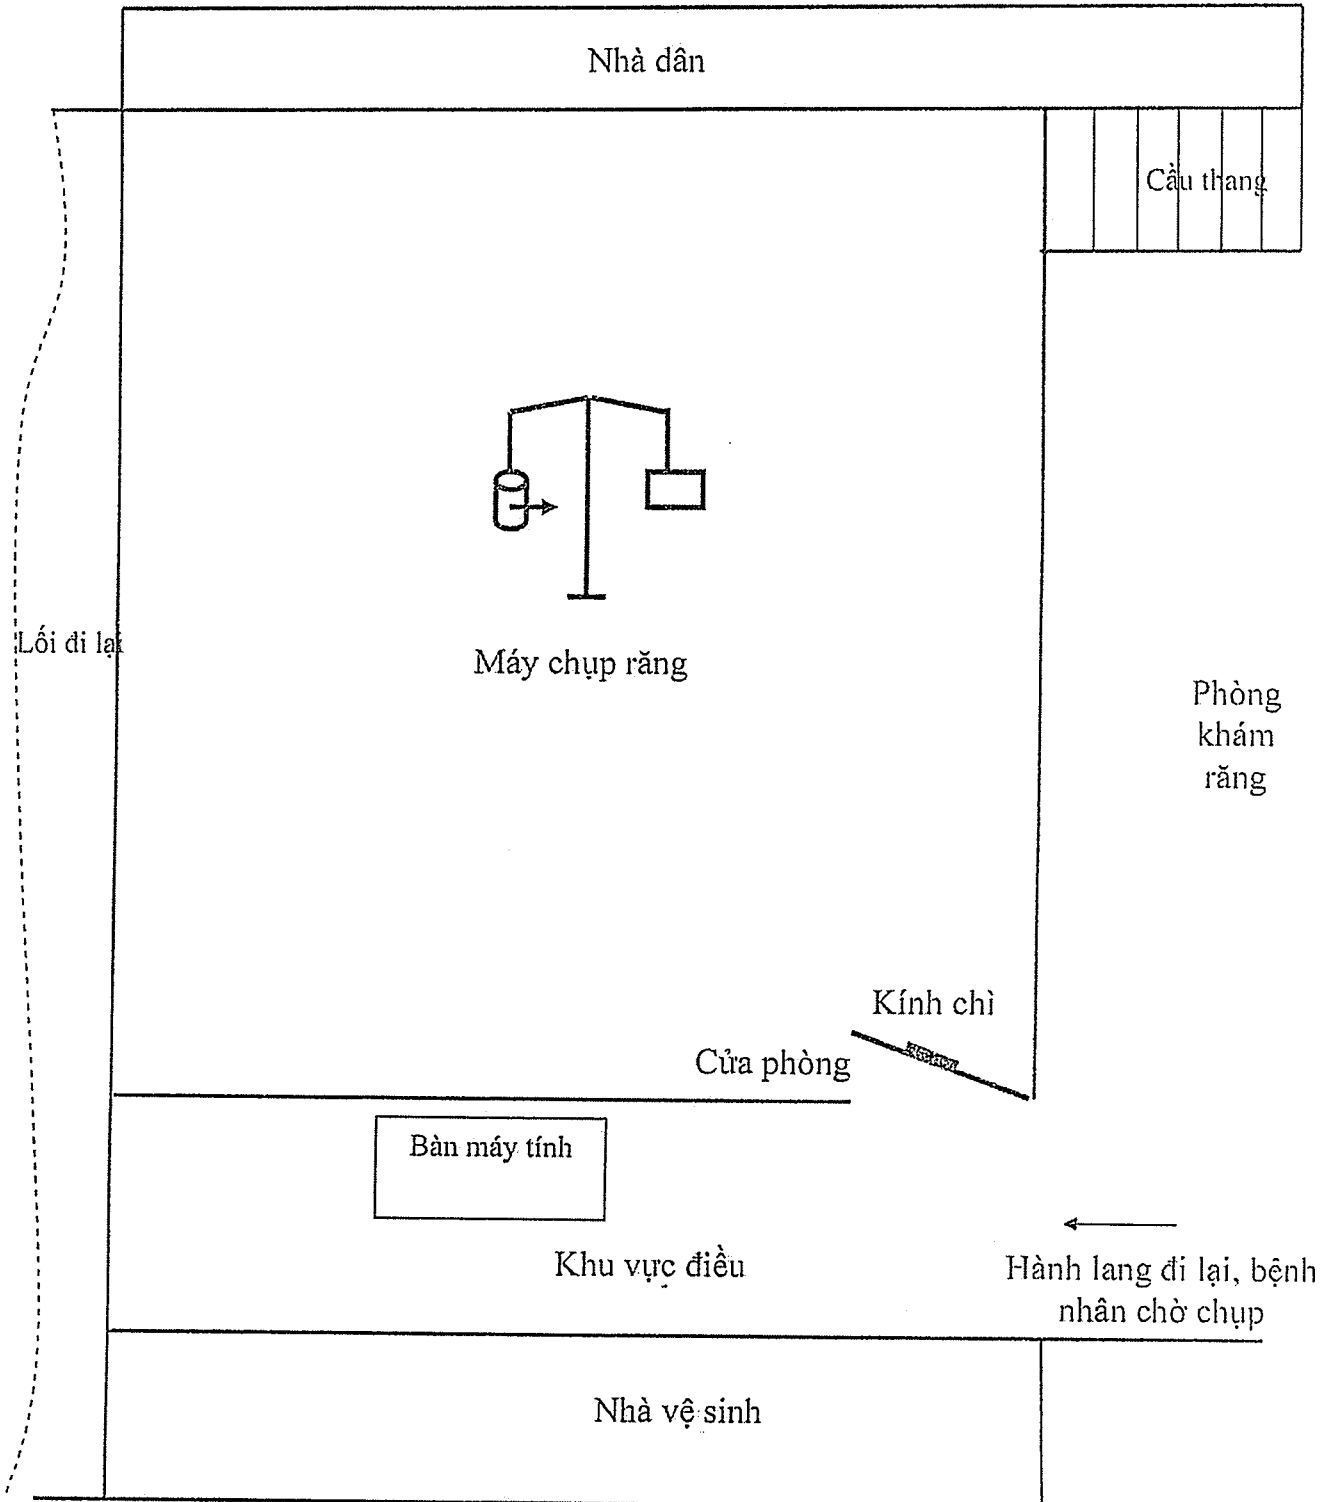 Nhà dân
Cầu thang
Lối đi lại
Máy chụp răng
Phòng
khám
răng
Kính chì
Cửa phòng
Bàn máy tính
Khu vực điều
Hành lang đi lại, bệnh
nhân chờ chụp
Nhà vệ sinh